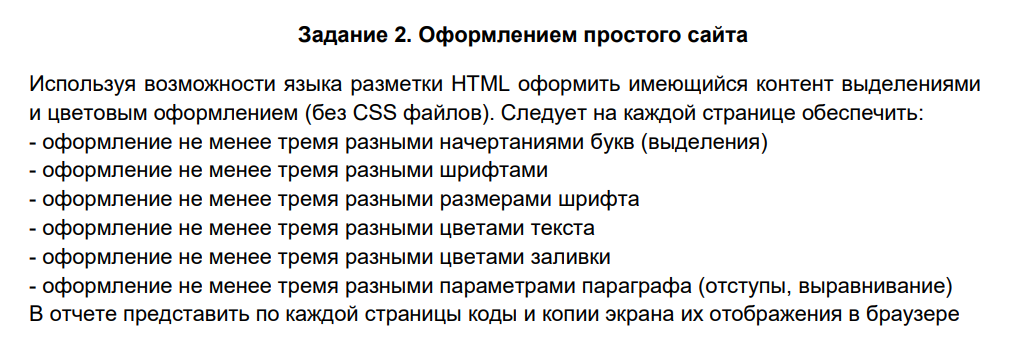 Задание 2. Оформлением простого сайта
Используя возможности языка разметки HTML оформить имеющийся контент выделениями
и цветовым оформлением (без CSS файлов). Следует на каждой странице обеспечить:
- оформление не менее тремя разными начертаниями букв (выделения)
- оформление не менее тремя разными шрифтами
- оформление не менее тремя разными размерами шрифта
- оформление не менее тремя разными цветами текста
- оформление не менее тремя разными цветами заливки
- оформление не менее тремя разными параметрами параграфа (отступы, выравнивание)
В отчете представить по каждой страницы коды и копии экрана их отображения в браузере